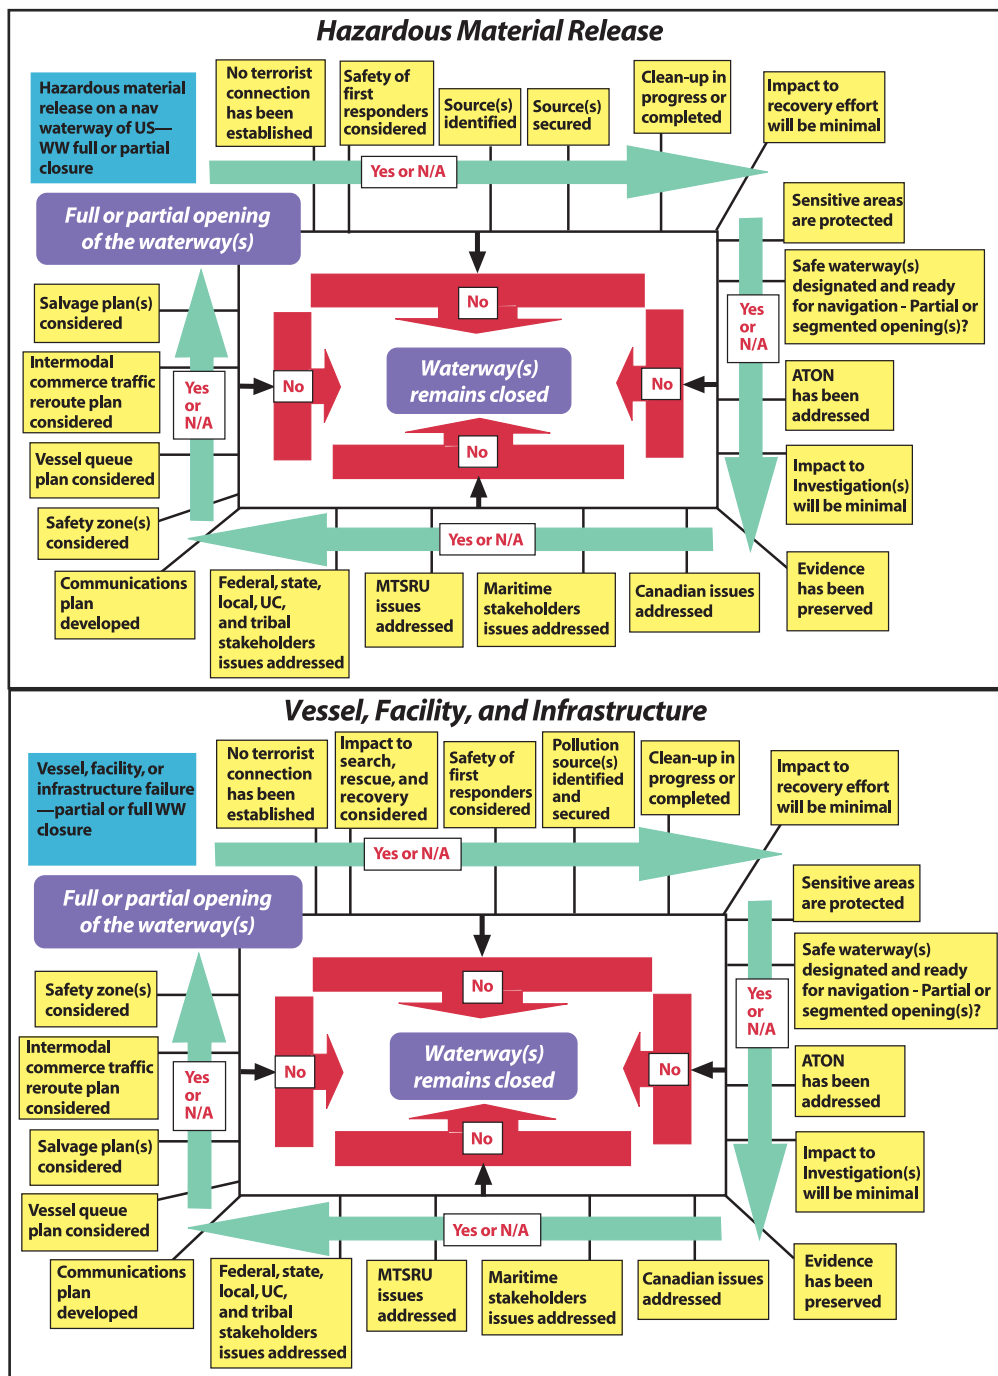 Hazardous Material Release
Hazardous material
release on a nav
waterway of US—
WW full or partial
closure
No terrorist
connection
has been
established
Safety of
first
responders
considered
Source(s)
identified
Source(s)
secured
Clean-up in
progress or
completed
Impact to
recovery effort
will be minimal
Yes or N/A
Sensitive areas
are protected
Safe waterway(s)
designated and ready
for navigation - Partial or
segmented opening(s)?
Yes
or
N/A
ATON
has been
addressed
Impact to
Investigation(s)
will be minimal
Evidence
has been
preserved
Canadian issues
addressed
Maritime
stakeholders
issues addressed
MTSRU
issues
addressed
Federal, state,
local, UC,
and tribal
stakeholders
issues addressed
Yes or N/A
Communications
plan
developed
Safety zone(s)
considered
Vessel queue
plan considered
Intermodal
commerce traffic
reroute plan
considered
Salvage plan(s)
considered
Yes
or
N/A
Full or partial opening
of the waterway(s)
No
No
No
No
Waterway(s)
remains closed
Vessel, Facility, and Infrastructure
Vessel, facility, or
infrastructure failure
—partial or full WW
closure
No terrorist
connection
has been
established
Impact to
search,
rescue, and
recovery
considered
Safety of
first
responders
considered
Pollution
source(s)
identified
and
secured
Clean-up in
progress or
completed
Impact to
recovery effort
will be minimal
Yes or N/A
Sensitive areas
are protected
Safe waterway(s)
designated and ready
for navigation - Partial or
segmented opening(s)?
Yes
or
N/A
ATON
has been
addressed
Impact to
Investigation(s)
will be minimal
Evidence
has been
preserved
Canadian issues
addressed
Maritime
stakeholders
issues addressed
MTSRU
issues
addressed
Federal, state,
local, UC,
and tribal
stakeholders
issues addressed
Yes or N/A
Communications
plan
developed
Vessel queue
plan considered
Salvage plan(s)
considered
Intermodal
commerce traffic
reroute plan
considered
Safety zone(s)
considered
Yes
or
N/A
Full or partial opening
of the waterway(s)
No
No
No
No
Waterway(s)
remains closed